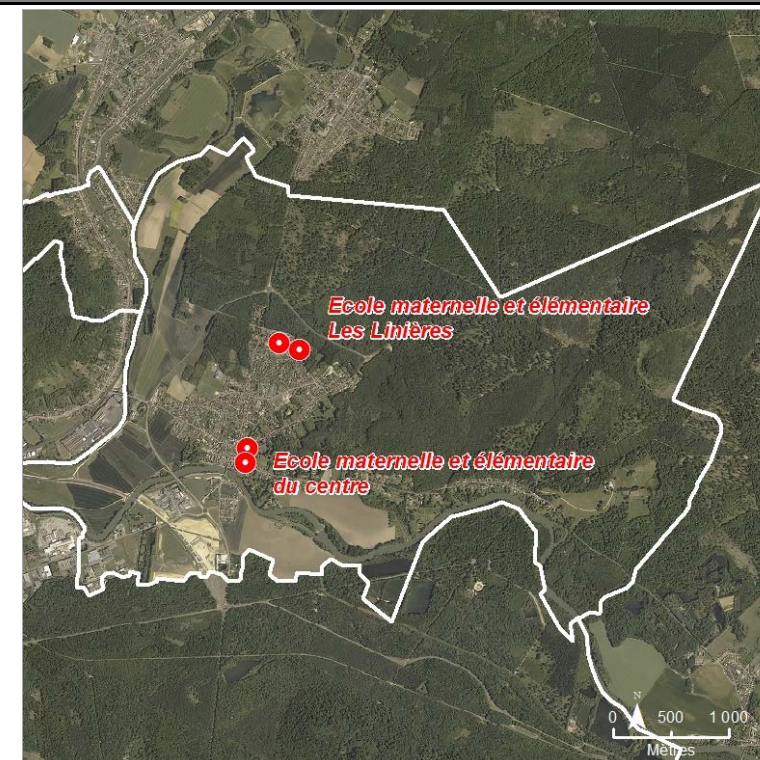 Ecole maternelle et élémentaire
Les Linières
Ecole maternelle et élémentaire
du centre
N
0 500 1 000
Mètres